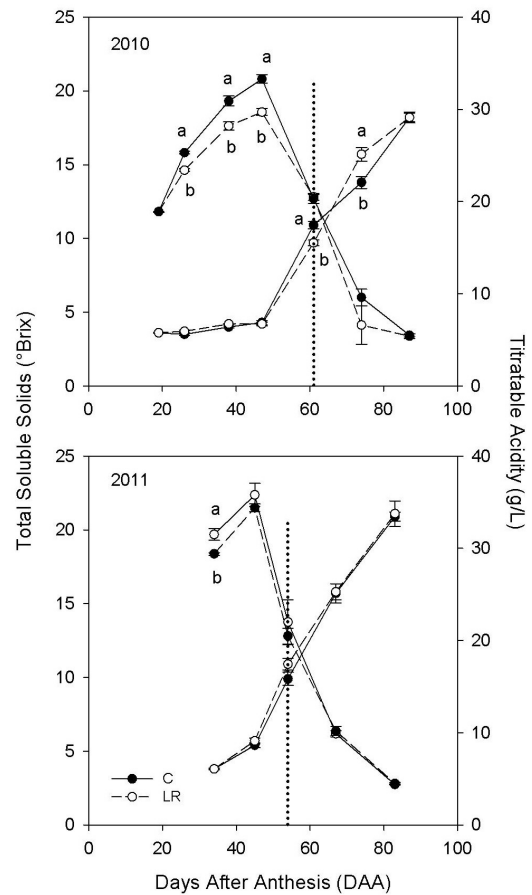 2010
25
20
15
10
5
0
40
30
20
10
0
a
a
a
b
b
b
a
b
a
b
0 20 40 60 80 100
Total Soluble Solids (°Brix)
Titratable Acidity (g/L)
2011
25
20
15
10
5
0
40
30
20
10
0
a
b
C
LR
0 20 40 60 80 100
Days After Anthesis (DAA)